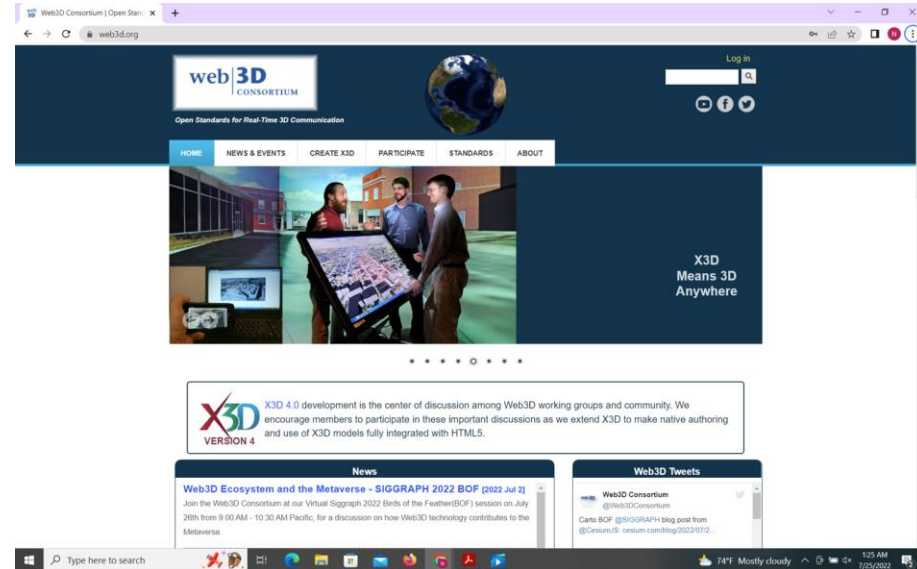 Web3D Consortium | Open Stan
web3d.org
N
Log in
web|3D
CONSORTIUM
Open Standards for Real-Time 3D Communication
HOME NEWS & EVENTS CREATE X3D PARTICIPATE STANDARDS ABOUT
X3D
Means 3D
Anywhere
X3D
VERSION 4
X3D 4.0 development is the center of discussion among Web3D working groups and community. We
encourage members to participate in these important discussions as we extend X3D to make native authoring
and use of X3D models fully integrated with HTML5.
News
Web3D Ecosystem and the Metaverse - SIGGRAPH 2022 BOF [2022 Jul 2]
Join the Web3D Consortium at our Virtual Siggraph 2022 Birds of the Feather(BOF) session on July
26th from 9:00 AM - 10:30 AM Pacific, for a discussion on how Web3D technology contributes to the
Metaverse.
Web3D Tweets
Web3D Consortium
@Web3DConsortium
Carto BOF @SIGGRAPH blog post from
@CesiumJS: cesium.com/blog/2022/07/2...
Type here to search
74°F Mostly cloudy
1:25 AM
7/25/2022